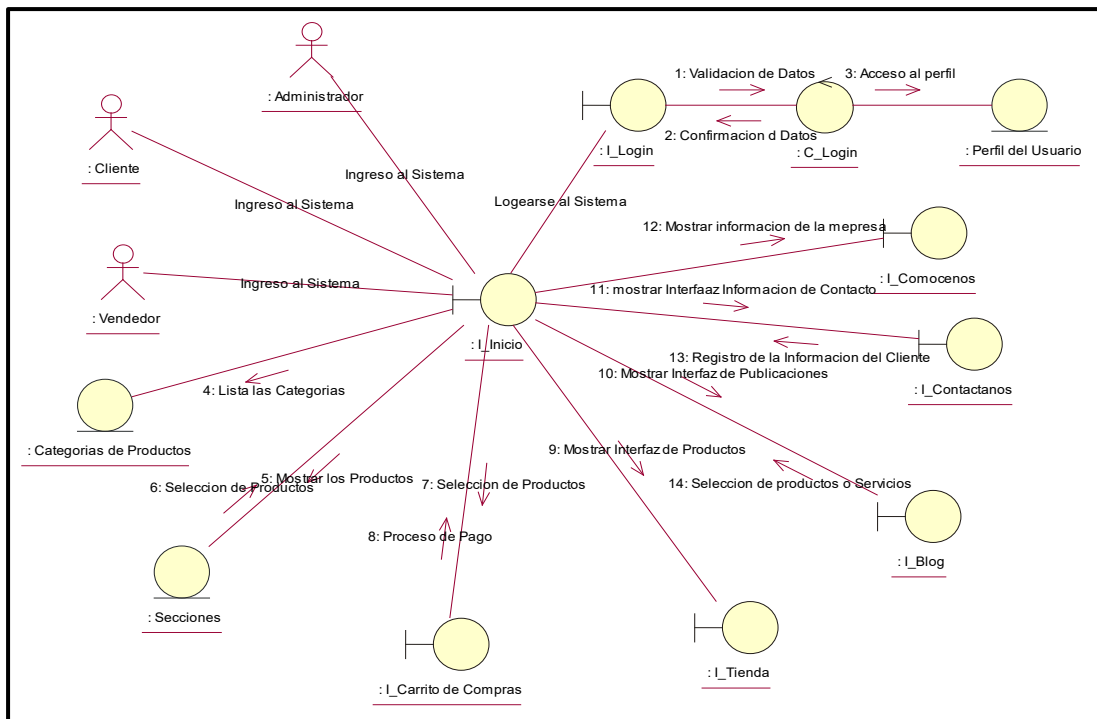 : Administrador
1: Validacion de Datos
3: Acceso al perfil
: Cliente
2: Confirmacion d Datos
: I_Login
: C_Login
: Perfil del Usuario
Ingreso al Sistema
Ingreso al Sistema
Logearse al Sistema
12: Mostrar informacion de la mepresa
: I_Comocenos
Ingreso al Sistema
11: mostrar Interfaaz Informacion de Contacto
: Vendedor
: I_Inicio
13: Registro de la Informacion del Cliente
10: Mostrar Interfaz de Publicaciones
: I_Contactanos
4: Lista las Categorias
: Categorias de Productos
9: Mostrar Interfaz de Productos
5: Mostrar los Productos
6: Seleccion de Productos
7: Seleccion de Productos
14: Seleccion de productos o Servicios
8: Proceso de Pago
: I_Blog
: Secciones
: I_Tienda
: I_Carrito de Compras